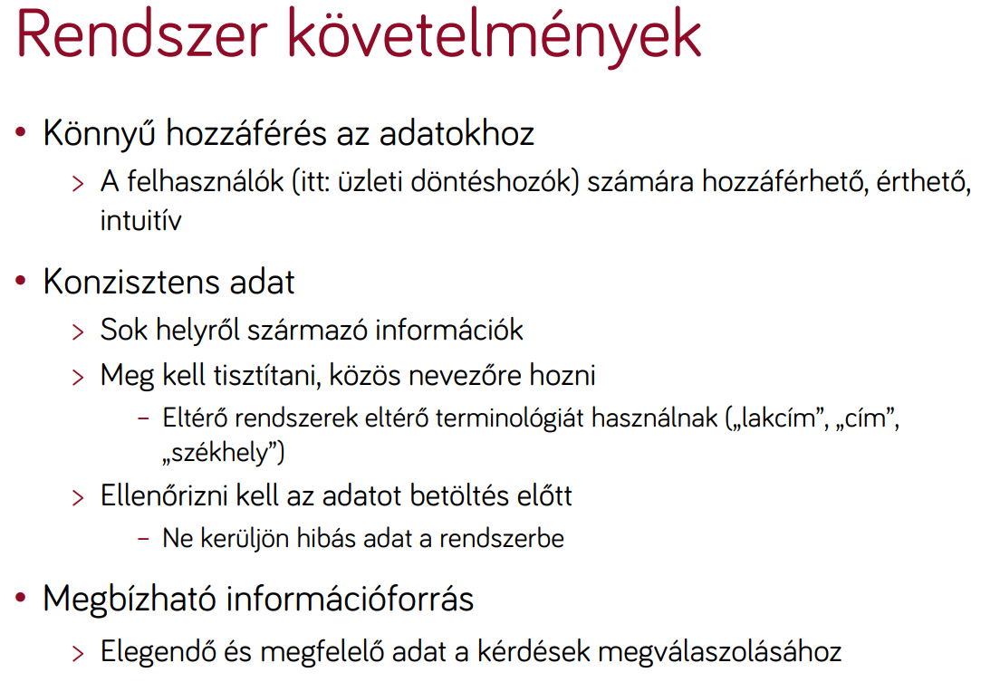 Rendszer követelmények
• Könnyű hozzáférés az adatokhoz
> A felhasználók (itt: üzleti döntéshozók) számára hozzáférhető, érthető,
intuitív
• Konzisztens adat
> Sok helyről származó információk
> Meg kell tisztítani, közös nevezőre hozni
– Eltérő rendszerek eltérő terminológiát használnak („lakcím”, „cím”,
„székhely”)
> Ellenőrizni kell az adatot betöltés előtt
– Ne kerüljön hibás adat a rendszerbe
• Megbízható információforrás
> Elegendő és megfelelő adat a kérdések megválaszolásához